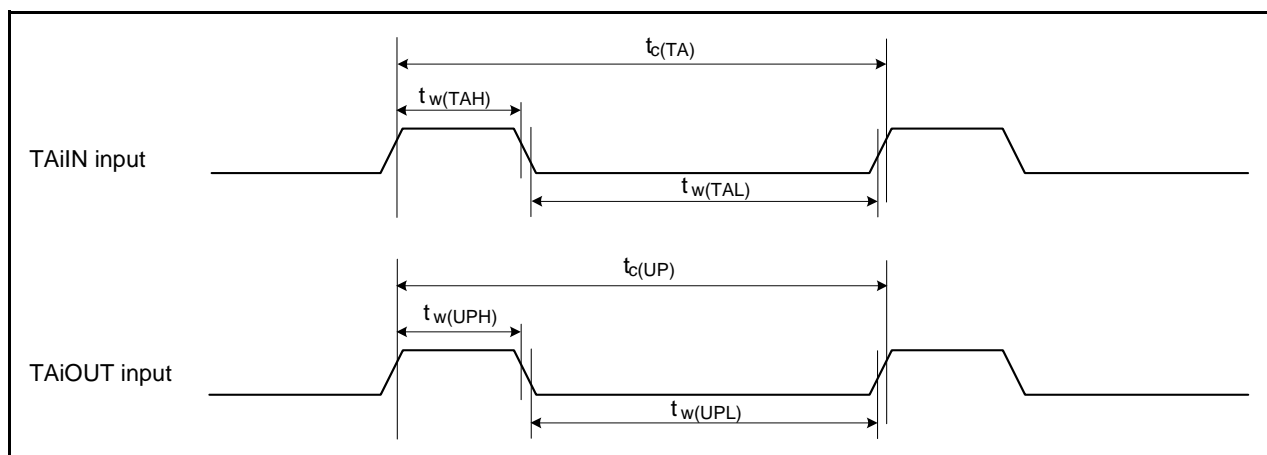 tc(TA)
tw(TAH)
TAiIN input
tw(TAL)
tc(UP)
tw(UPH)
TAiOUT input
tw(UPL)